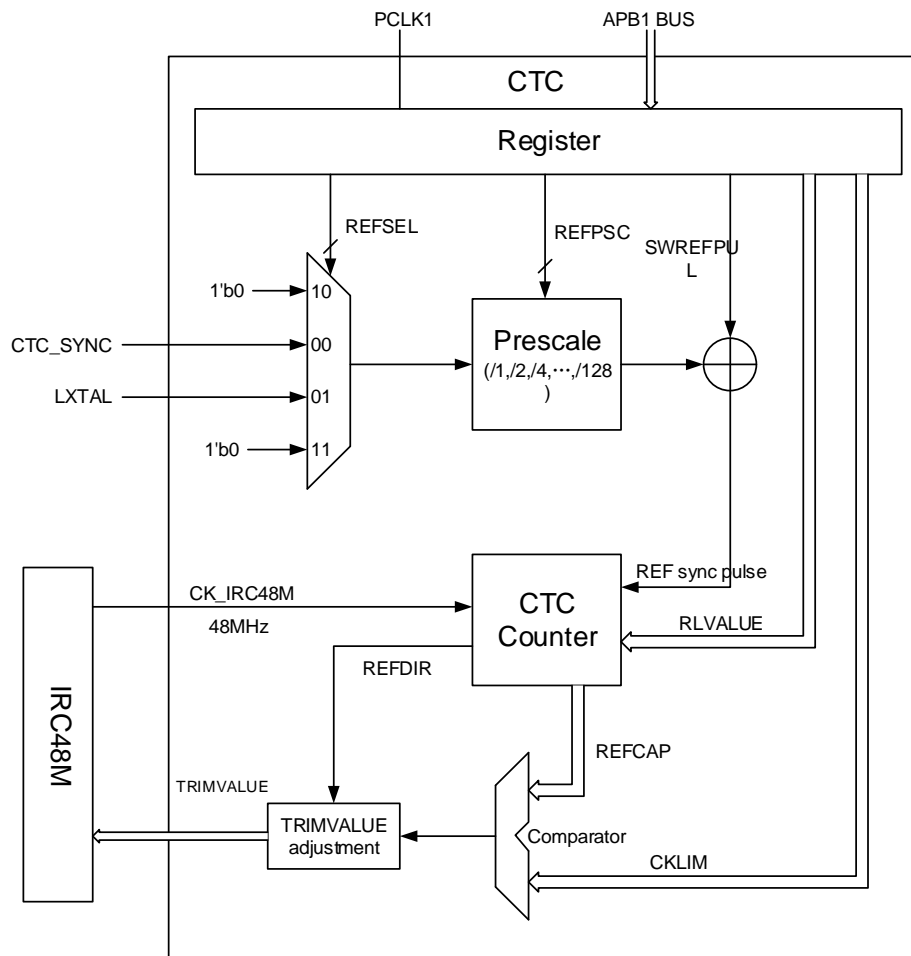 PCLK1
APB1 BUS
CTC
Register
REFSEL
REFPSC
SWREFPU
L
1'b0
10
CTC_SYNC
00
LXTAL
01
1'b0
11
Prescale
(/1,/2,/4,···,/128
)
REF sync pulse
CK_IRC48M
48MHz
CTC
Counter
RLVALUE
REFDIR
IRC48M
REFCAP
TRIMVALUE
TRIMVALUE
adjustment
Comparator
CKLIM